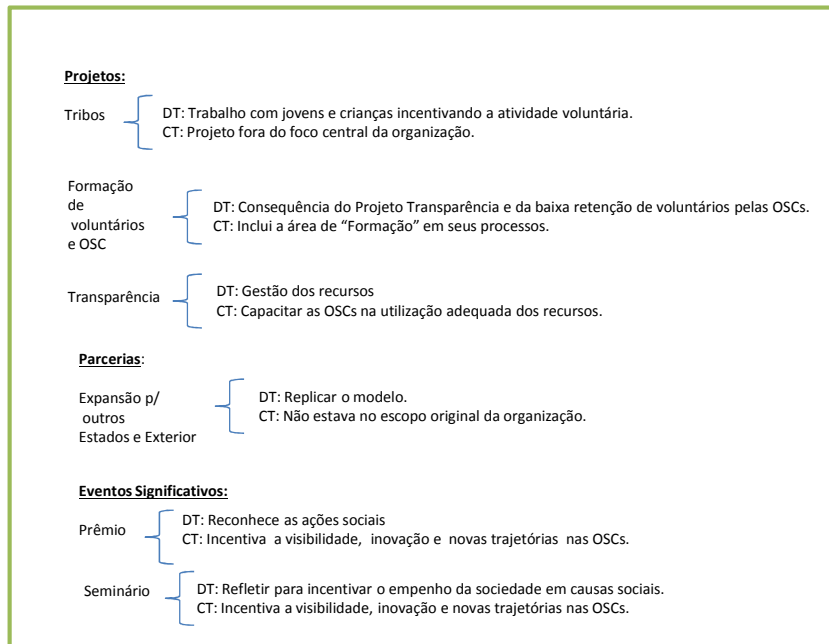 Projetos:
Tribos
DT: Trabalho com jovens e crianças incentivando a atividade voluntária.
CT: Projeto fora do foco central da organização.
Formação
de
voluntários
e OSC
DT: Consequência do Projeto Transparência e da baixa retenção de voluntários pelas OSCs.
CT: Inclui a área de “Formação” em seus processos.
Transparência
DT: Gestão dos recursos
CT: Capacitar as OSCs na utilização adequada dos recursos.
Parcerias:
Expansão p/
outros
Estados e Exterior
DT: Replicar o modelo.
CT: Não estava no escopo original da organização.
Eventos Significativos:
Prêmio
DT: Reconhece as ações sociais
CT: Incentiva a visibilidade, inovação e novas trajetórias nas OSCs.
Seminário
DT: Refletir para incentivar o empenho da sociedade em causas sociais.
CT: Incentiva a visibilidade, inovação e novas trajetórias nas OSCs.